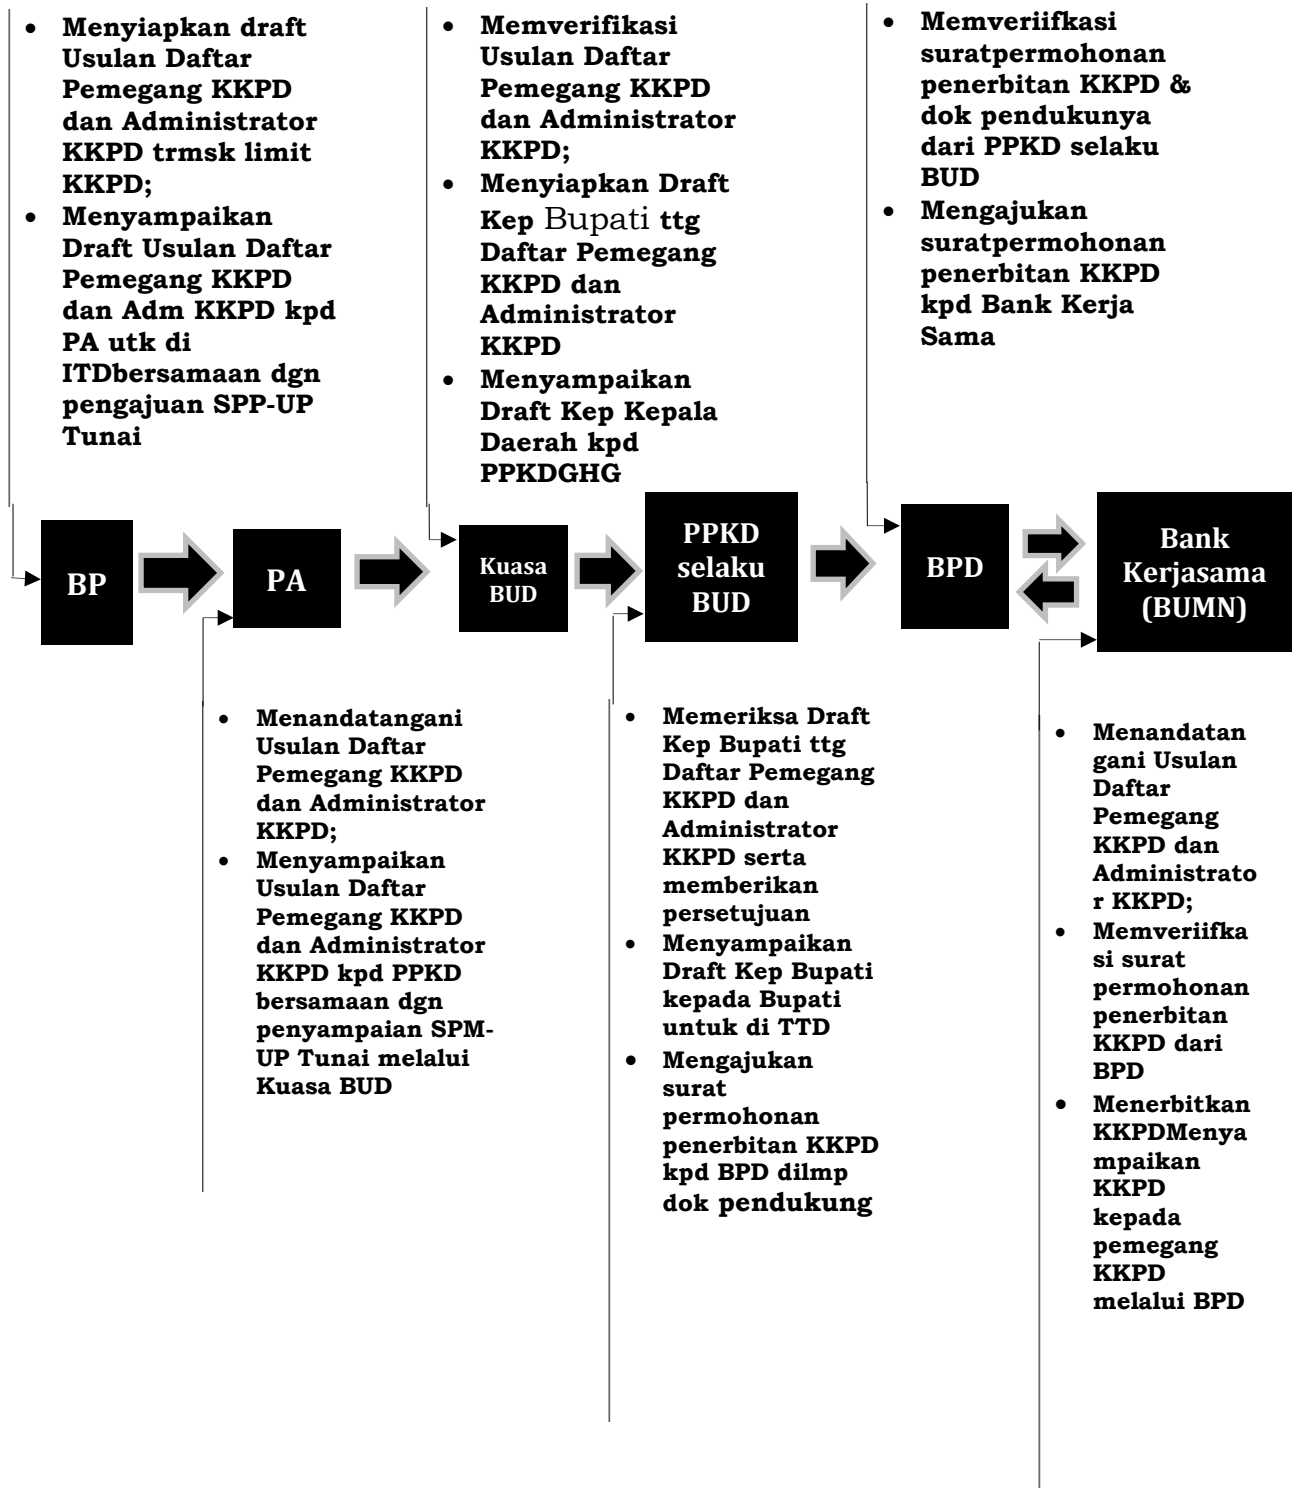 • Menyiapkan draft
Usulan Daftar
Pemegang KKPD
dan Administrator
KKPD trmsk limit
KKPD;
• Menyampaikan
Draft Usulan Daftar
Pemegang KKPD
dan Adm KKPD kpd
PA utk di
ITDbersamaan dgn
pengajuan SPP-UP
Tunai
• Memverifikasi
Usulan Daftar
Pemegang KKPD
dan Administrator
KKPD;
• Menyiapkan Draft
Kep Bupati ttg
Daftar Pemegang
KKPD dan
Administrator
KKPD
• Menyampaikan
Draft Kep Kepala
Daerah kpd
PPKDGHG
• Memveriifkasi
suratpermohonan
penerbitan KKPD &
dok pendukunya
dari PPKD selaku
BUD
• Mengajukan
suratpermohonan
penerbitan KKPD
kpd Bank Kerja
Sama
BP
PA
Kuasa
BUD
PPKD
selaku
BUD
BPD
Bank
Kerjasama
(BUMN)
• Menandatangani
Usulan Daftar
Pemegang KKPD
dan Administrator
KKPD;
• Menyampaikan
Usulan Daftar
Pemegang KKPD
dan Administrator
KKPD kpd PPKD
bersamaan dgn
penyampaian SPM-
UP Tunai melalui
Kuasa BUD
• Memeriksa Draft
Kep Bupati ttg
Daftar Pemegang
KKPD dan
Administrator
KKPD serta
memberikan
persetujuan
• Menyampaikan
Draft Kep Bupati
kepada Bupati
untuk di TTD
• Mengajukan
surat
permohonan
penerbitan KKPD
kpd BPD dilmp
dok pendukung
• Menandatan
gani Usulan
Daftar
Pemegang
KKPD dan
Administrato
r KKPD;
• Memveriifka
si surat
permohonan
penerbitan
KKPD dari
BPD
• Menerbitkan
KKPDMenya
mpaikan
KKPD
kepada
pemegang
KKPD
melalui BPD